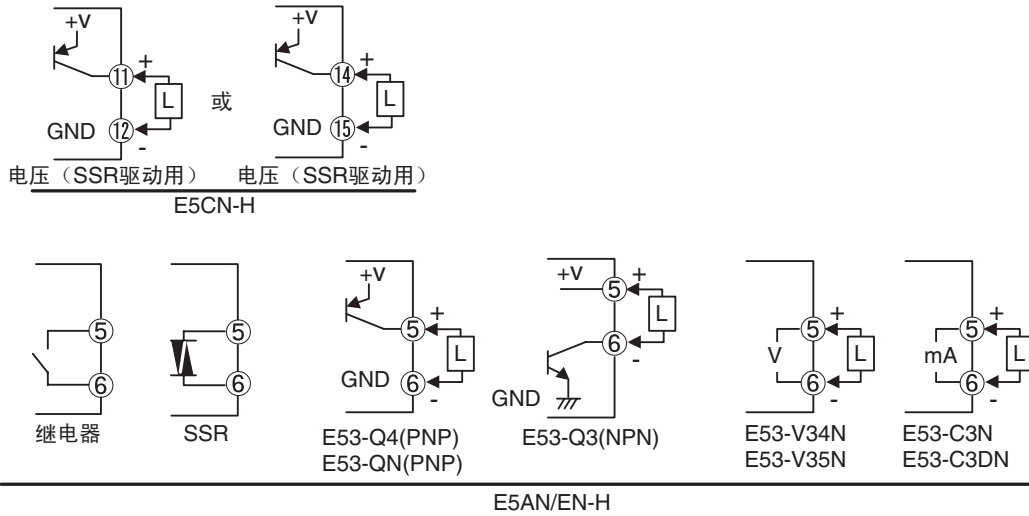 +V
+
11
L
12
GND
-
电压（SSR驱动用）
或
+V
+
14
L
15
GND
-
电压（SSR驱动用）
E5CN-H
5
6
继电器
5
6
SSR
+V
+
5
L
GND
6
-
E53-Q4(PNP)
E53-QN(PNP)
+V
+
5
L
6
-
GND
E53-Q3(NPN)
+
5
V
L
6
-
E53-V34N
E53-V35N
+
5
mA
L
6
-
E53-C3N
E53-C3DN
E5AN/EN-H